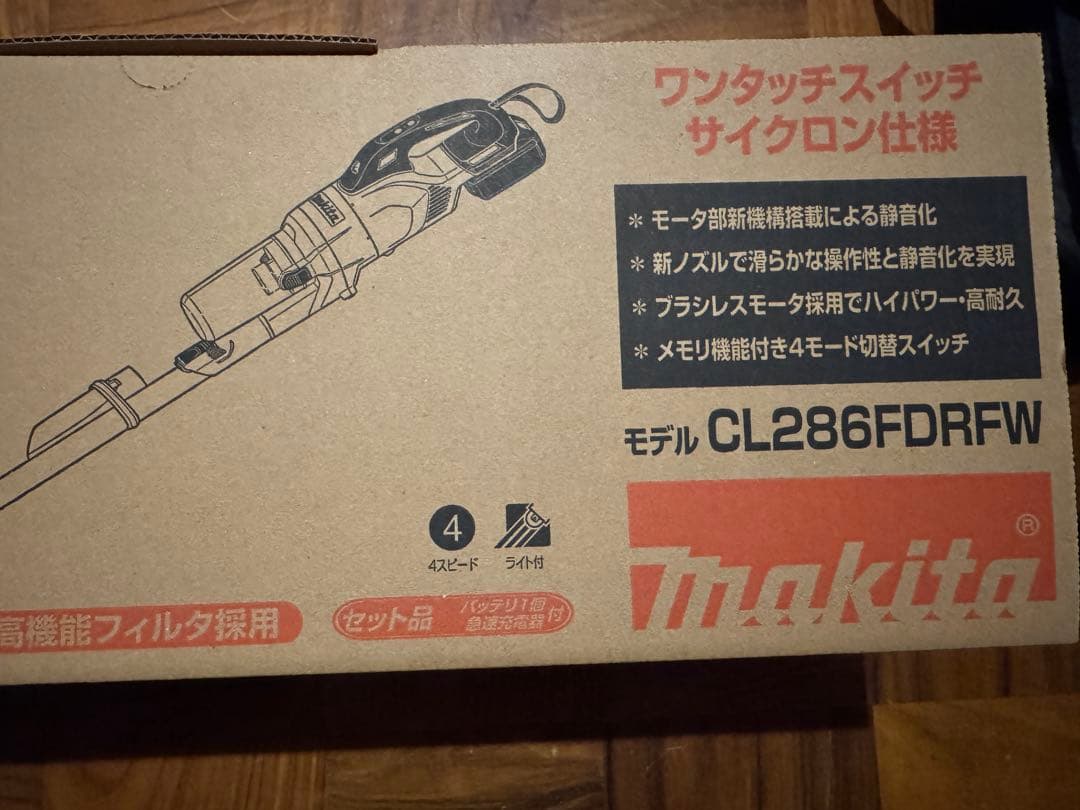 ワンタッチスイッチ
サイクロン仕様
＊ モータ部新機構搭載による静音化
＊ 新ノズルで滑らかな操作性と静音化を実現
＊ ブラシレスモータ採用でハイパワー・高耐久
＊ メモリ機能付き4モード切替スイッチ
モデル CL286FDRFW
makita
4
4スピード
ライト付
makita ®
高機能フィルタ採用
セット品 バッテリ1個
急速充電器 付